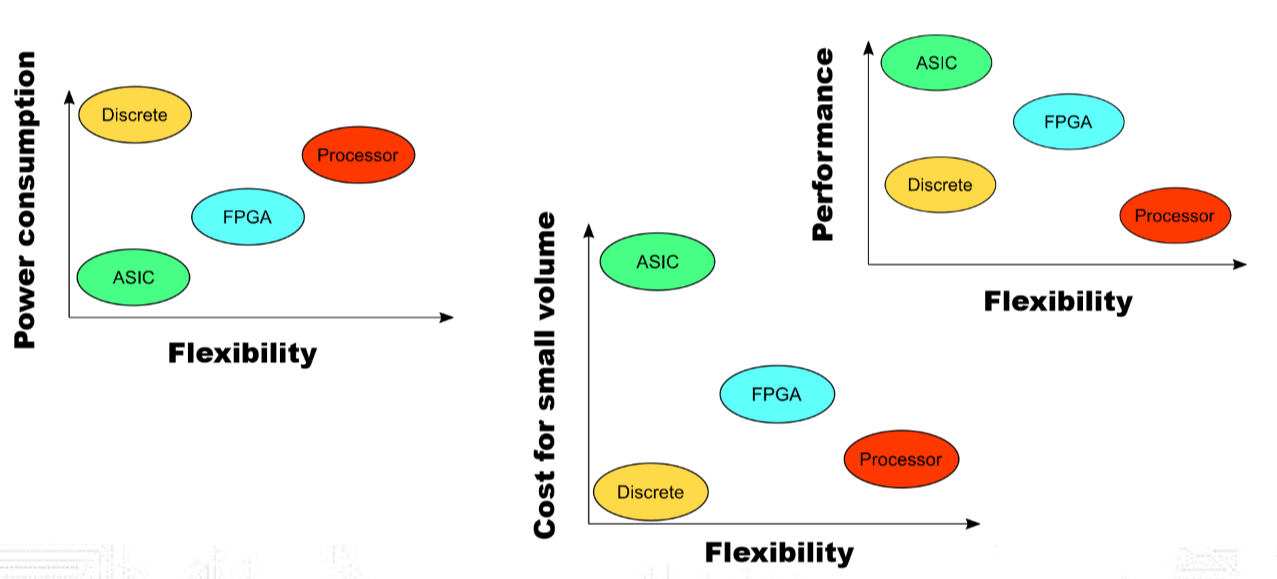 Power consumption
Discrete
Processor
FPGA
ASIC
Flexibility
Cost for small volume
ASIC
FPGA
Processor
Discrete
Flexibility
Performance
ASIC
FPGA
Discrete
Processor
Flexibility